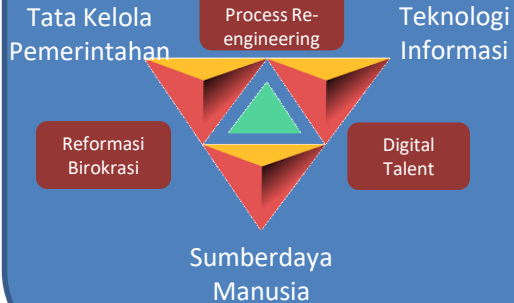 Tata Kelola
Pemerintahan
Process Re-
engineering
Teknologi
Informasi
Reformasi
Birokrasi
Digital
Talent
Sumberdaya
Manusia